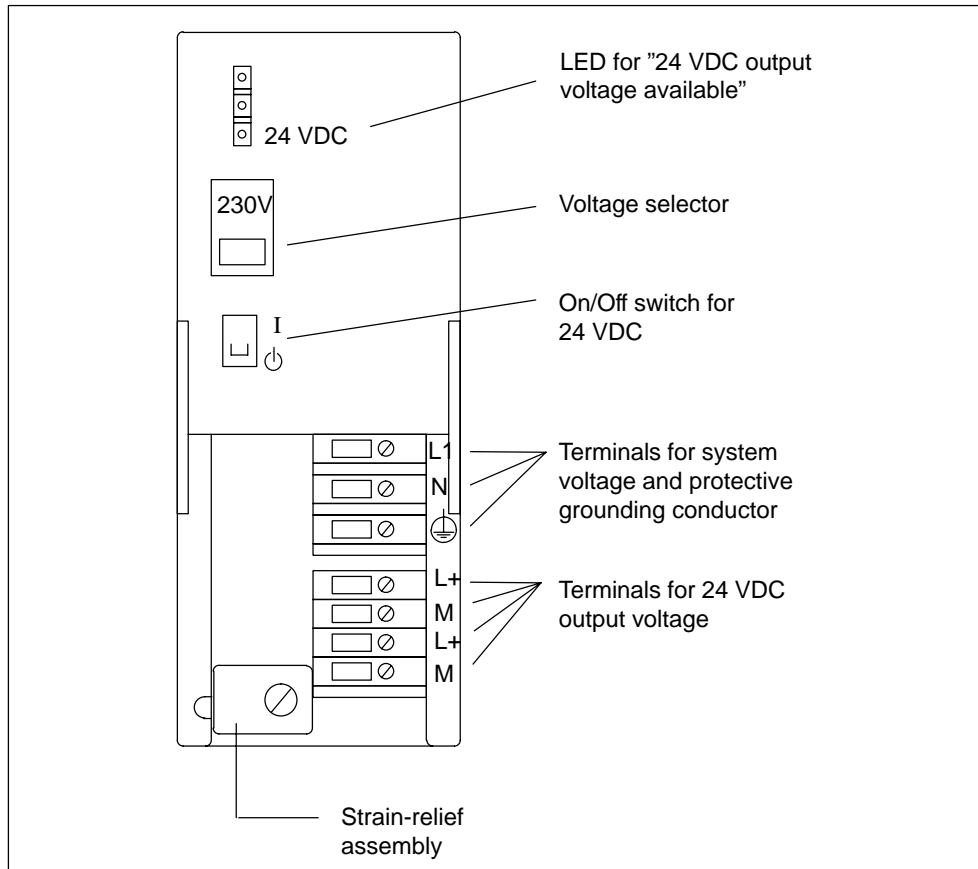 LED for ”24 VDC output
voltage available”
24 VDC
230V
Voltage selector
On/Off switch for
24 VDC
I
L1
N
Terminals for system
voltage and protective
grounding conductor
L+
M
L+
M
Terminals for 24 VDC
output voltage
Strain-relief
assembly